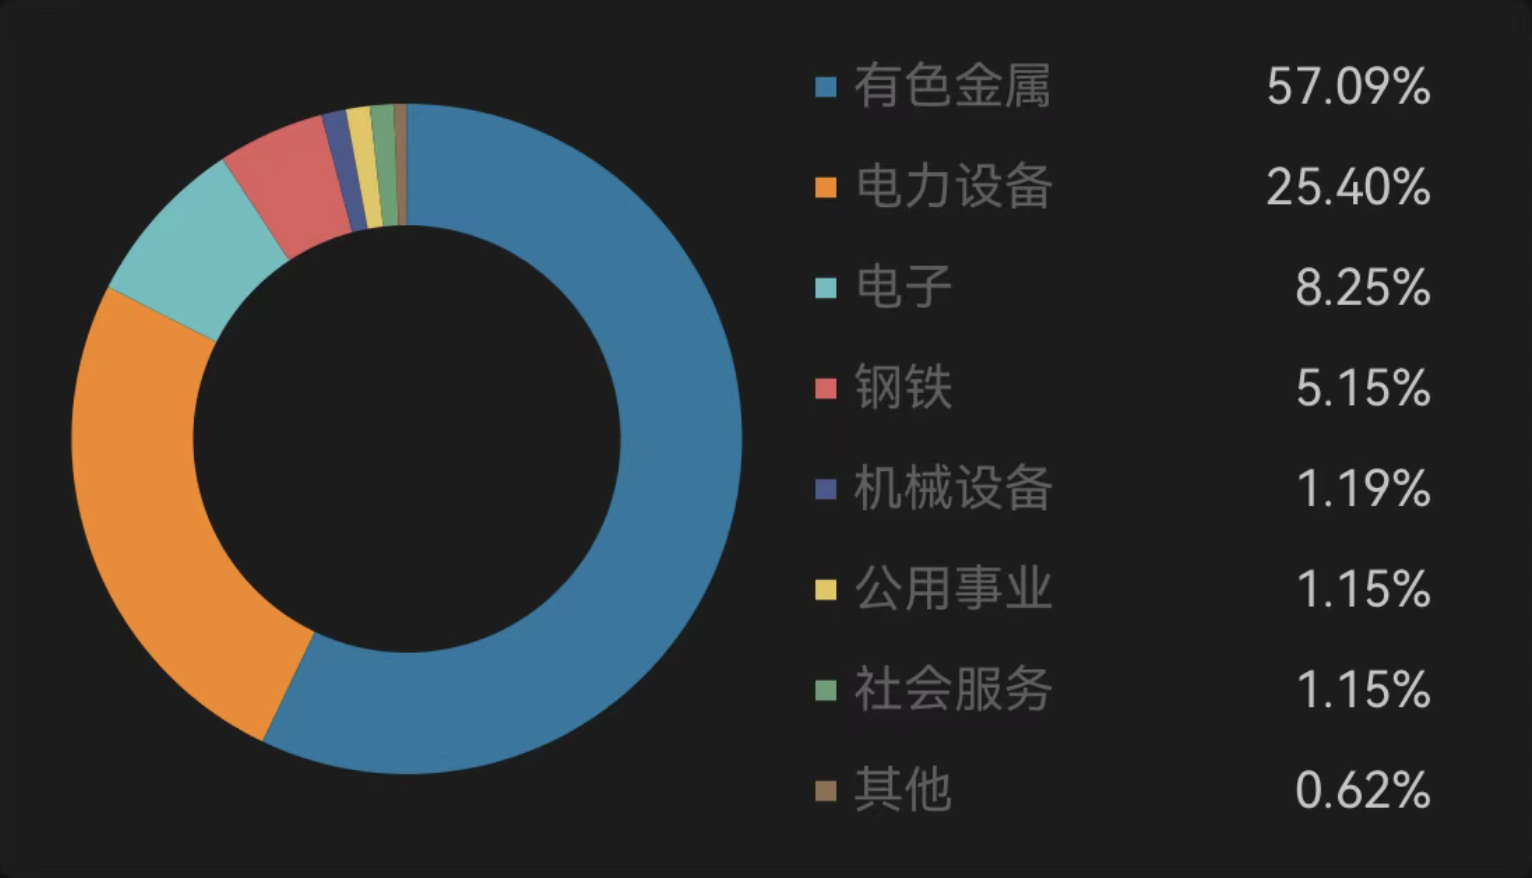 有色金属 57.09%
电力设备 25.40%
电子 8.25%
钢铁 5.15%
机械设备 1.19%
公用事业 1.15%
社会服务 1.15%
其他 0.62%